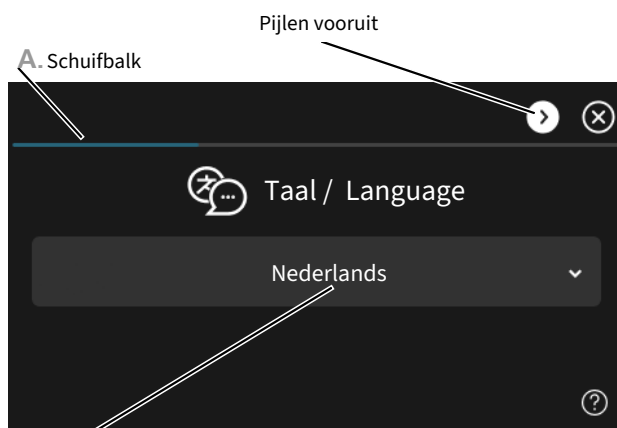 Pijlen vooruit
A. Schuifbalk
Taal / Language
Nederlands